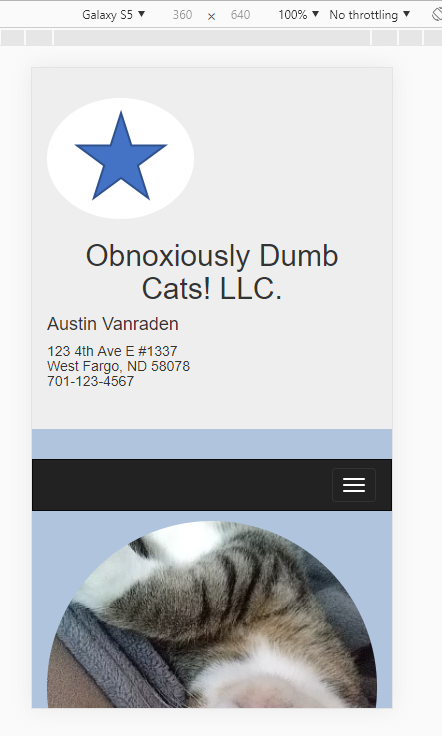 Galaxy S5 ▼ 360 x 640 100% ▼ No throttling ▼
Obnoxiously Dumb
Cats! LLC.
Austin Vanraden
123 4th Ave E #1337
West Fargo, ND 58078
701-123-4567